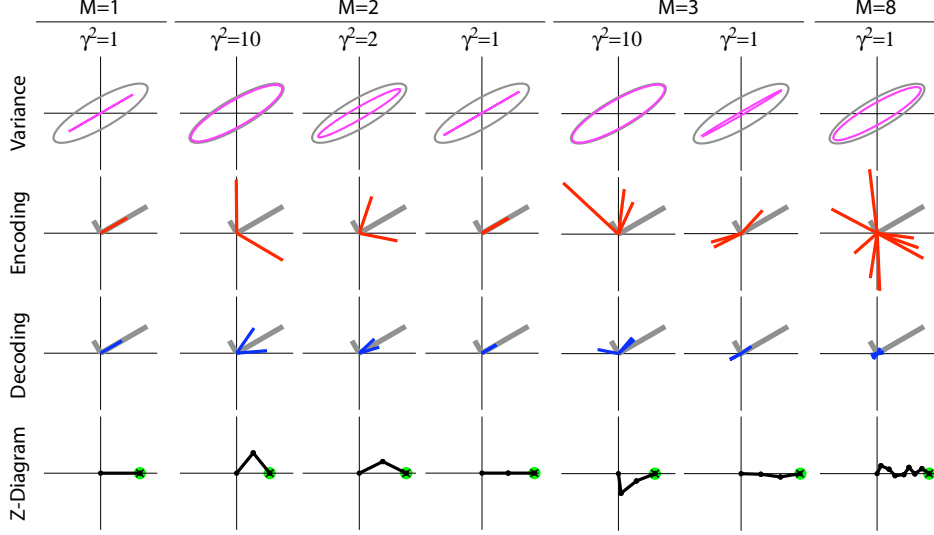 M=1 M=2 M=3 M=8
γ²=1 γ²=10 γ²=2 γ²=1 γ²=10 γ²=1 γ²=1
Variance
Encoding
Decoding
Z-Diagram